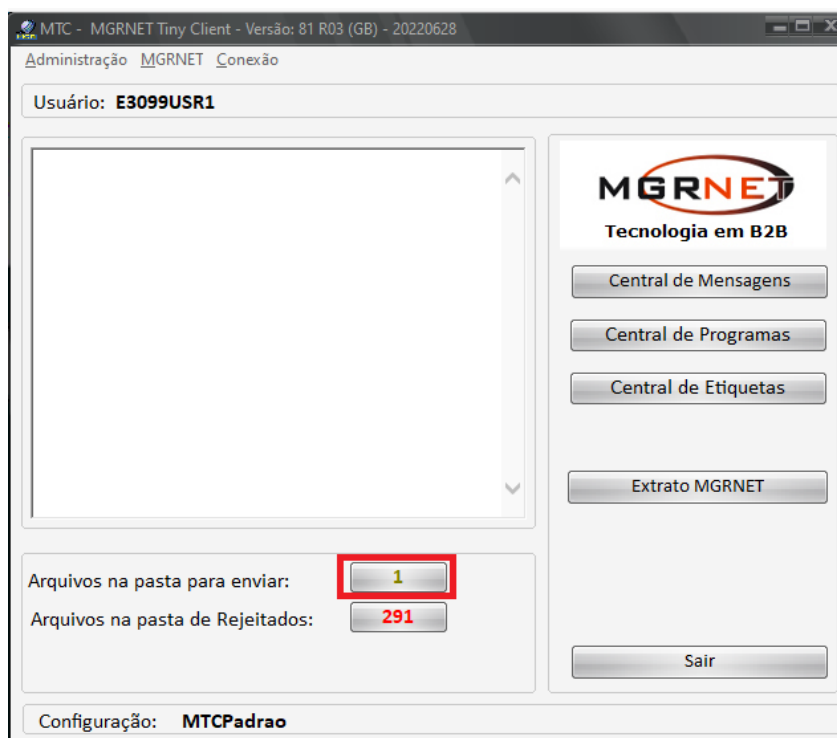 MTC - MGRNET Tiny Client - Versão: 81 R03 (GB) - 20220628
Administração MGRNET Conexão
Usuário: E3099USR1
MGRNET
Tecnologia em B2B
Central de Mensagens
Central de Programas
Central de Etiquetas
Extrato MGRNET
Arquivos na pasta para enviar: 1
Arquivos na pasta de Rejeitados: 291
Sair
Configuração: MTCPadrao